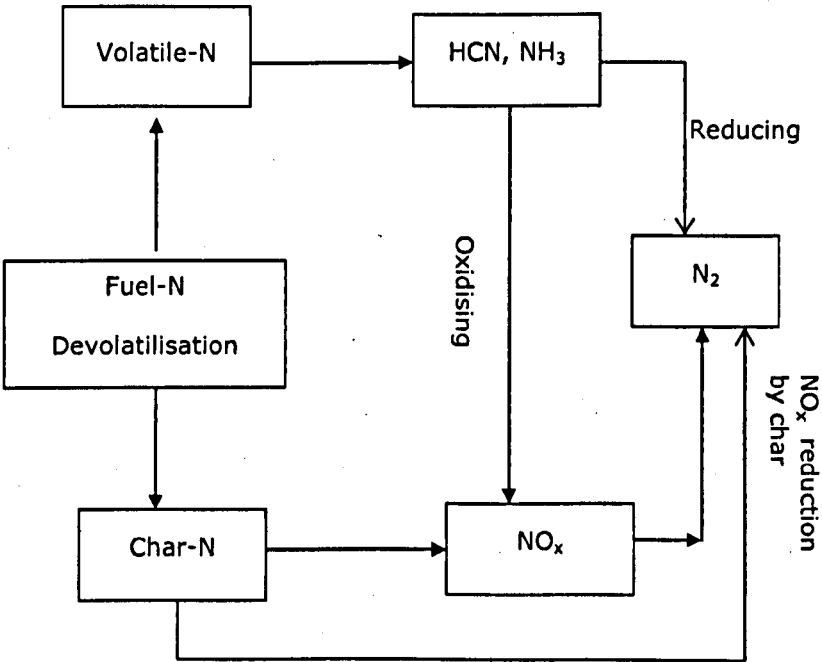 Volatile-N
HCN, NH₃
Reducing
Fuel-N
Devolatilisation
Oxidising
N₂
NOₓ reduction
by char
Char-N
NOₓ